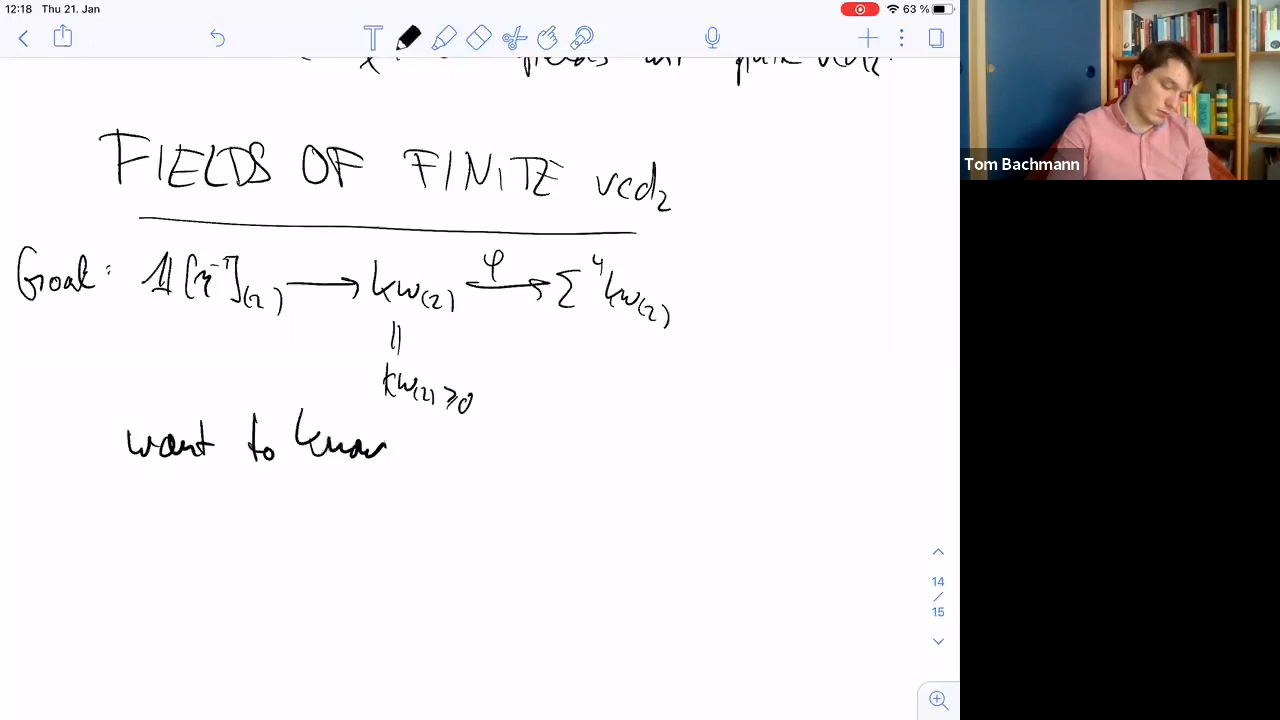 12:18 Thu 21. Jan
63 %
fields w/
FIELDS OF FINITE vcd₂
Goal: 𝟙[η⁻¹]₍₂₎ → kw₍₂₎ →^φ Σ⁴kw₍₂₎
||
kw₍₂₎ ≥0
want to know
14
/
15
Tom Bachmann